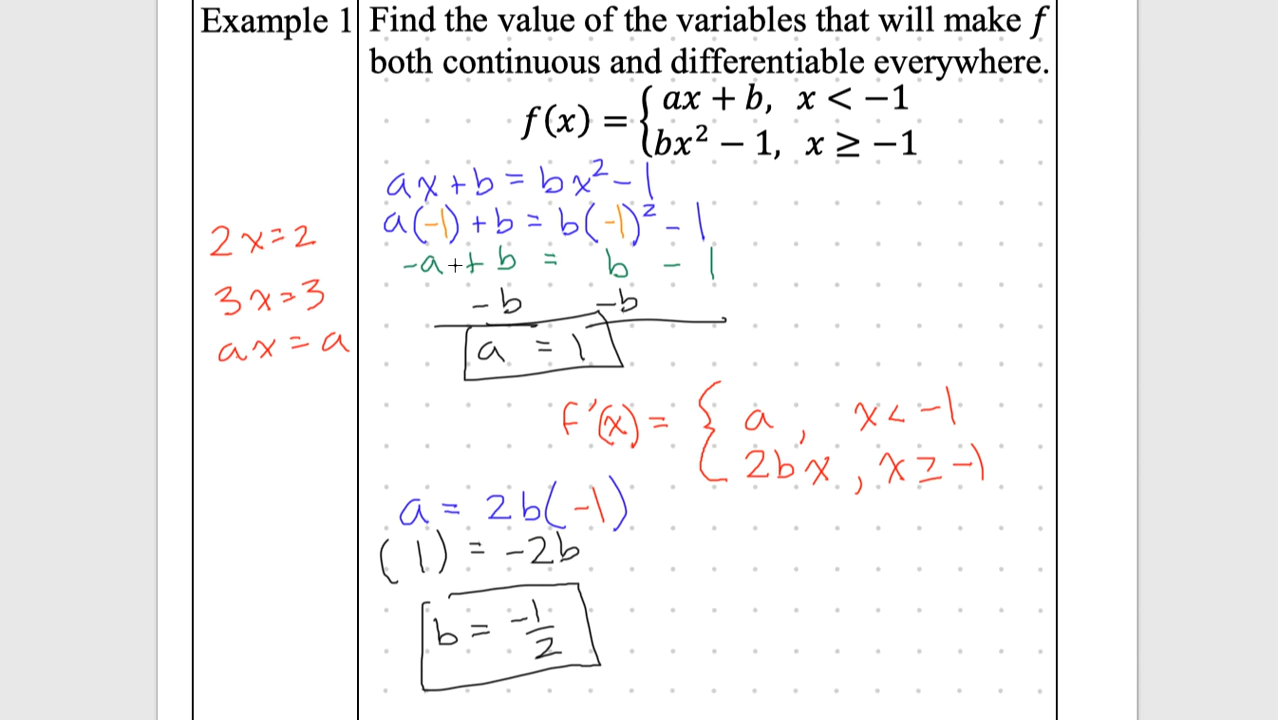 Example 1
Find the value of the variables that will make f
both continuous and differentiable everywhere.
f(x) = { ax + b, x < −1
bx² − 1, x ≥ −1
ax + b = bx² − 1
a(-1) + b = b(-1)² - 1
2x=2
-a++ b = b - 1
3x=3
-b -b
ax = a
a = 1
f'(x) = { a , x < -1
2bx , x ≥ -1
a = 2b(-1)
(1) = -2b
b = -1/2